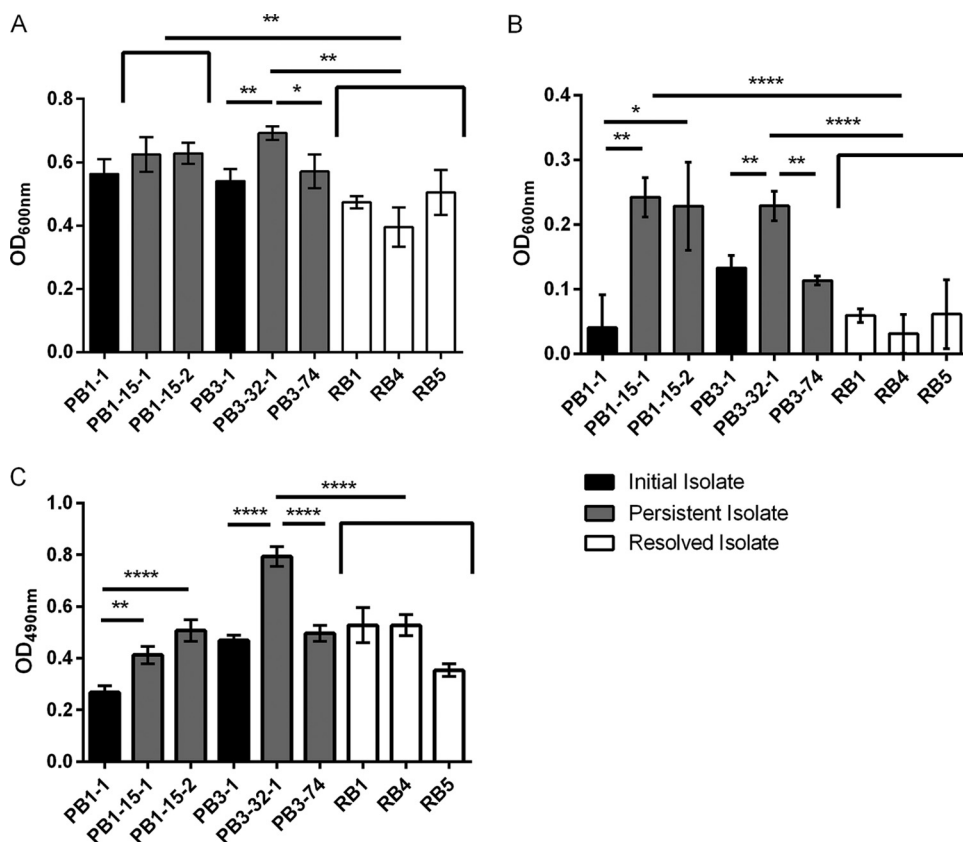 A
**
**
**
*
OD600nm
0.8
0.6
0.4
0.2
0.0
PB1-1
PB1-15-1
PB1-15-2
PB3-1
PB3-32-1
PB3-74
RB1
RB4
RB5
B
****
*
****
**
**
**
OD600nm
0.4
0.3
0.2
0.1
0.0
PB1-1
PB1-15-1
PB1-15-2
PB3-1
PB3-32-1
PB3-74
RB1
RB4
RB5
C
****
****
****
****
**
OD490nm
1.0
0.8
0.6
0.4
0.2
0.0
PB1-1
PB1-15-1
PB1-15-2
PB3-1
PB3-32-1
PB3-74
RB1
RB4
RB5
Initial Isolate
Persistent Isolate
Resolved Isolate